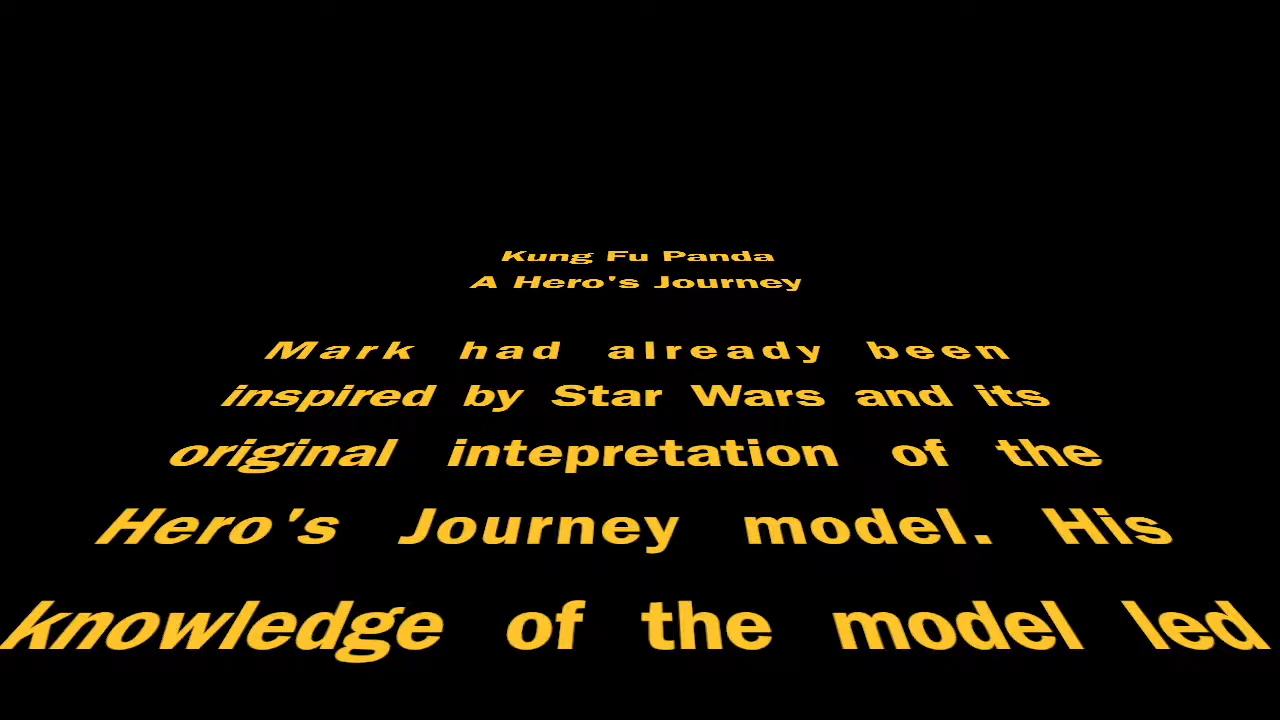 Kung Fu Panda
A Hero's Journey
Mark had already been
inspired by Star Wars and its
original intepretation of the
Hero's Journey model. His
knowledge of the model led